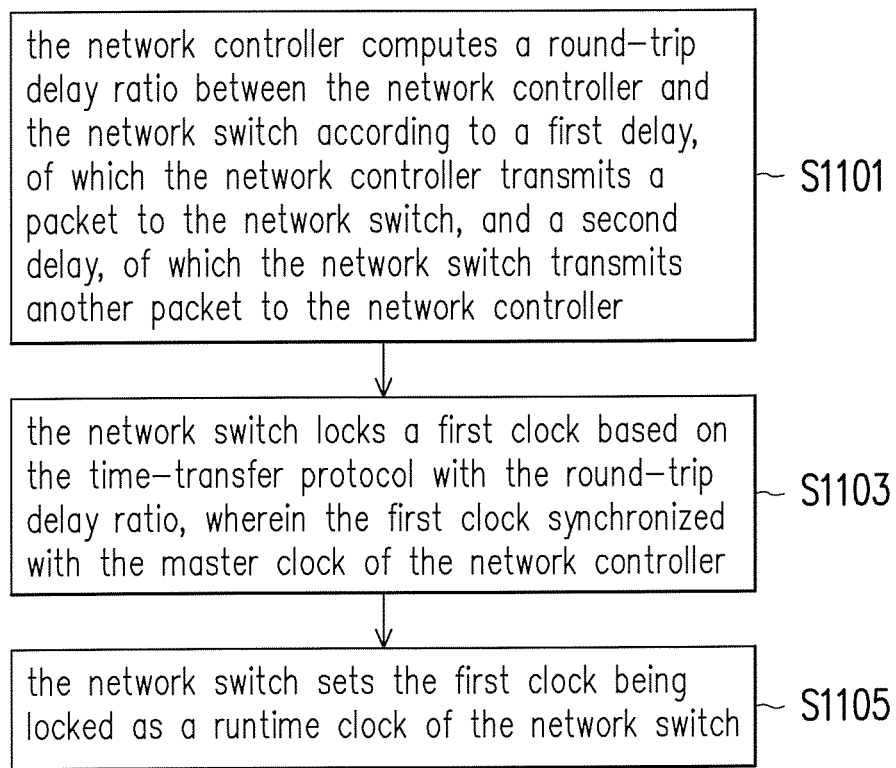 the network controller computes a round-trip
delay ratio between the network controller and
the network switch according to a first delay,
of which the network controller transmits a
packet to the network switch, and a second
delay, of which the network switch transmits
another packet to the network controller
S1101
the network switch locks a first clock based on
the time-transfer protocol with the round-trip
delay ratio, wherein the first clock synchronized
with the master clock of the network controller
S1103
the network switch sets the first clock being
locked as a runtime clock of the network switch
S1105